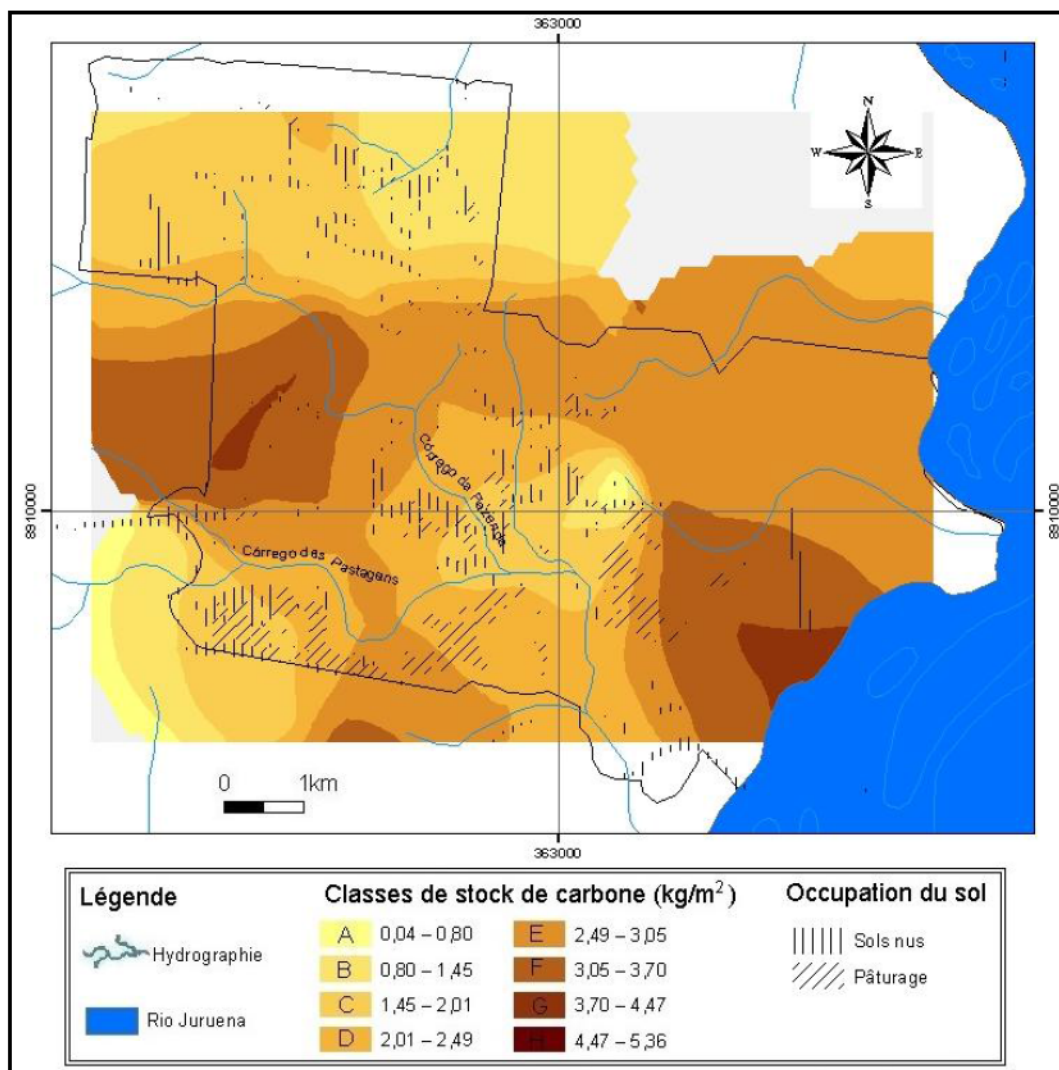 363000
N
W E
S
8910000
8910000
Córrego da Fazenda
Córrego das Pastagens
0 1km
363000
Légende
Hydrographie
Rio Juruena
Classes de stock de carbone (kg/m²)
A 0,04 – 0,80
B 0,80 – 1,45
C 1,45 – 2,01
D 2,01 – 2,49
E 2,49 – 3,05
F 3,05 – 3,70
G 3,70 – 4,47
H 4,47 – 5,36
Occupation du sol
Sols nus
Pâturage